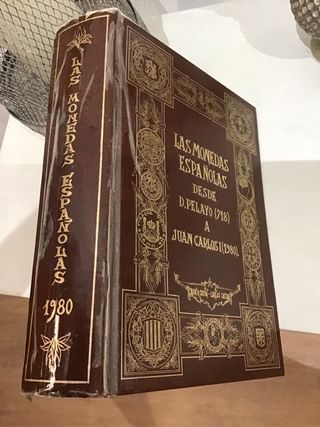 LAS MONEDAS ESPAÑOLAS
1980
LAS MONEDAS
ESPAÑOLAS
DESDE
D. PELAYO (718)
A
JUAN CARLOS I (1980).